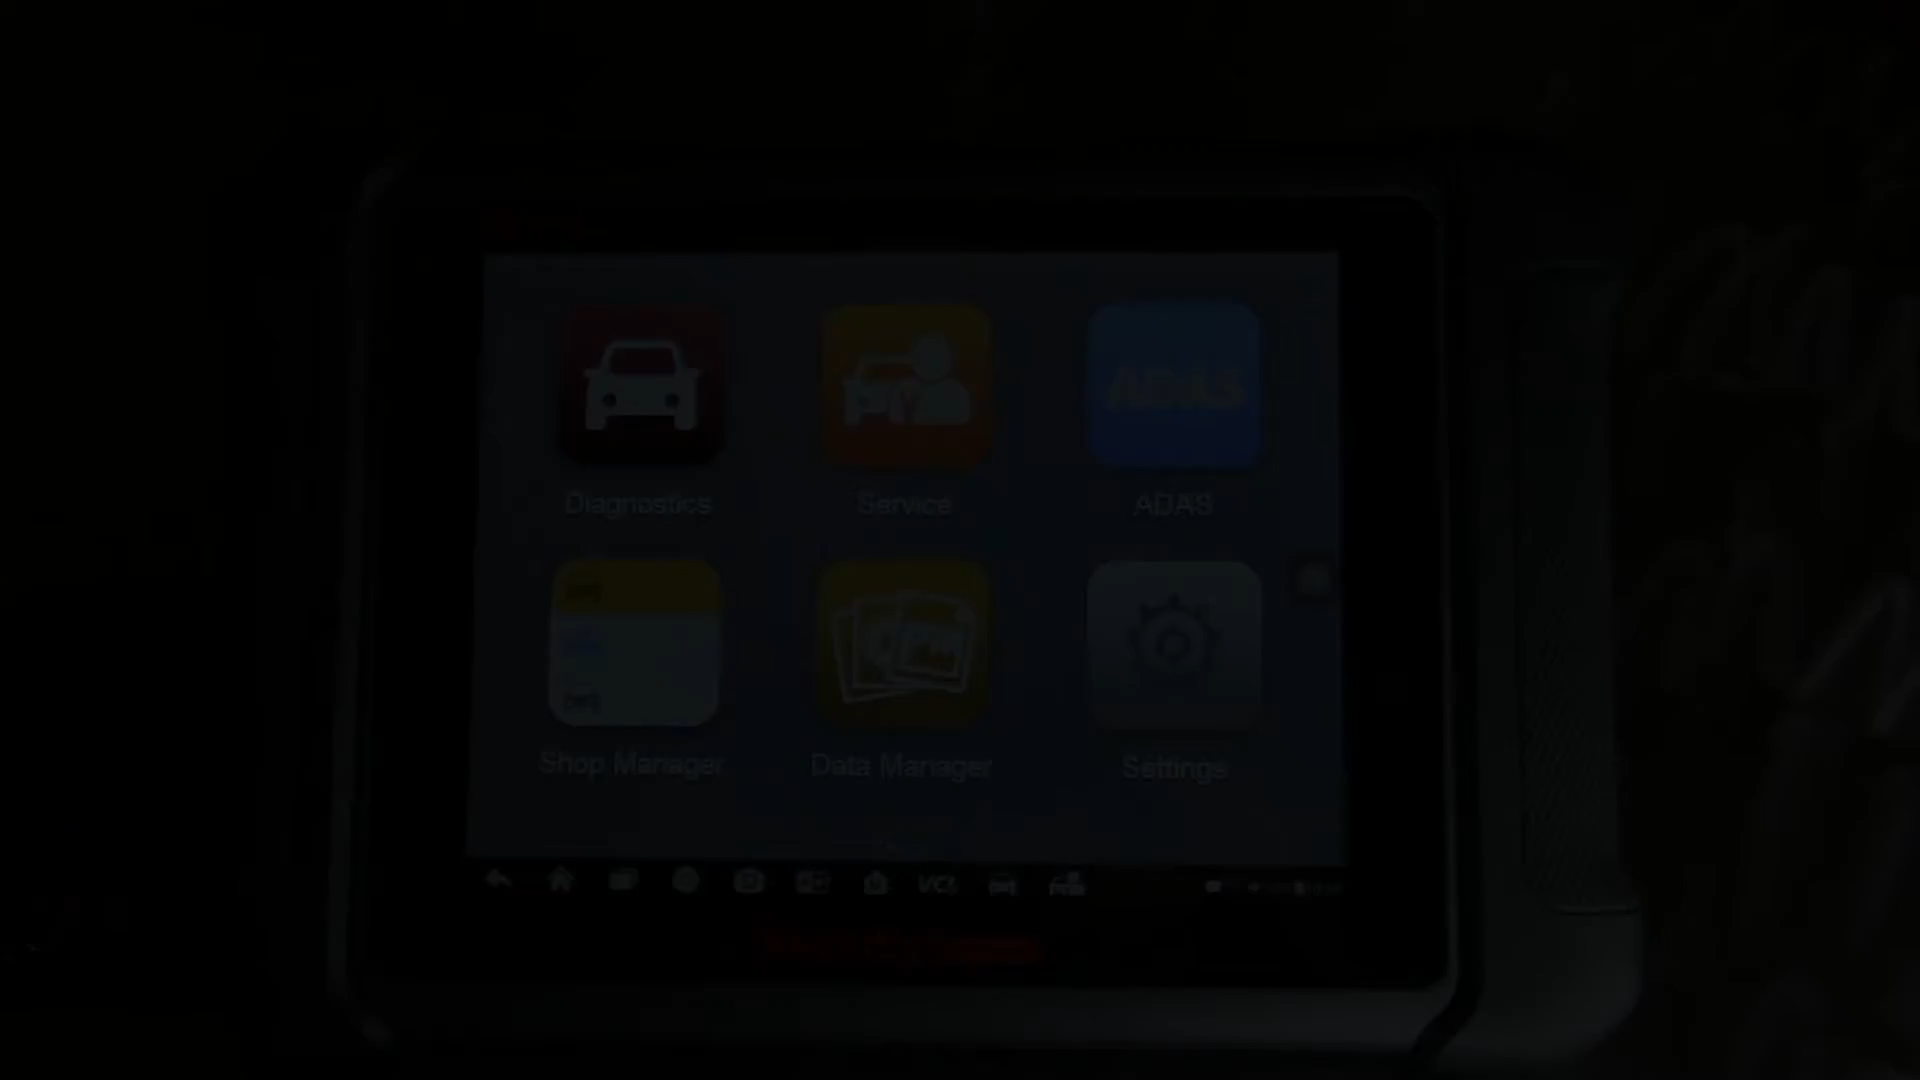 ADAS
Diagnostics
Service
ADAS
Shop Manager
Data Manager
Settings
VCI